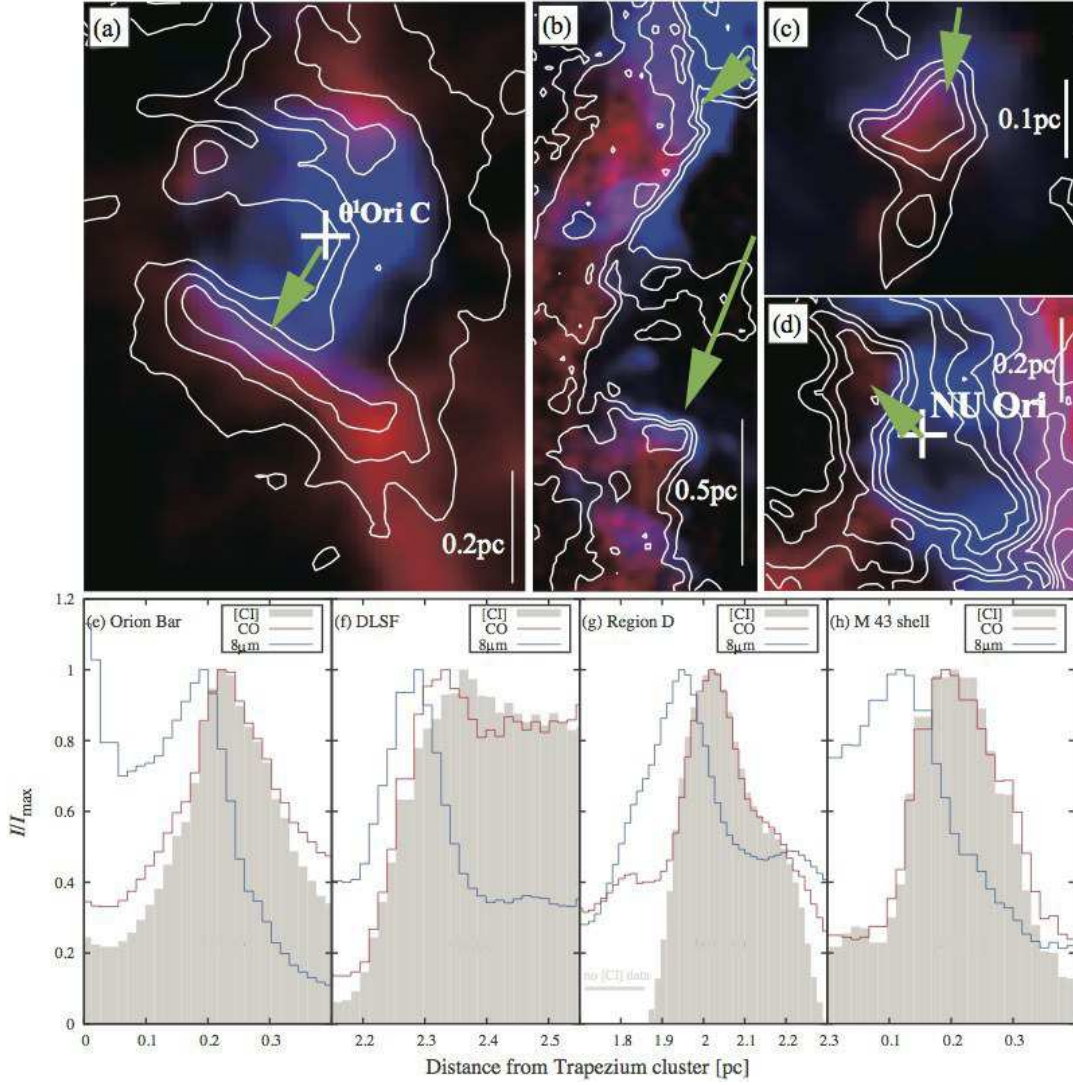 (a)
θ¹Ori C
0.2pc
(b)
0.5pc
(c)
0.1pc
(d)
0.2pc
NU Ori
(e) Orion Bar
[CI]
CO
8μm
(f) DLSF
[CI]
CO
8μm
(g) Region D
[CI]
CO
8μm
no [CI] data
(h) M 43 shell
[CI]
CO
8μm
1.2
1
0.8
0.6
0.4
0.2
0
I/Imax
0 0.1 0.2 0.3 2.2 2.3 2.4 2.5 1.8 1.9 2 2.1 2.2 2.3 0.1 0.2 0.3
Distance from Trapezium cluster [pc]